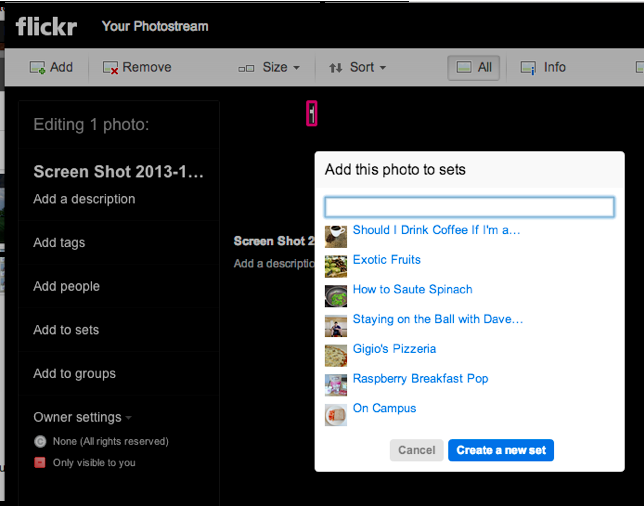 flickr Your Photostream
Add Remove Size Sort All Info
Editing 1 photo:
Screen Shot 2013-1...
Add a description
Add tags
Add people
Add to sets
Add to groups
Owner settings
None (All rights reserved)
Only visible to you
Screen Shot 2
Add a descriptio
Add this photo to sets
Should I Drink Coffee If I'm a...
Exotic Fruits
How to Saute Spinach
Staying on the Ball with Dave...
Gigio's Pizzeria
Raspberry Breakfast Pop
On Campus
Cancel Create a new set